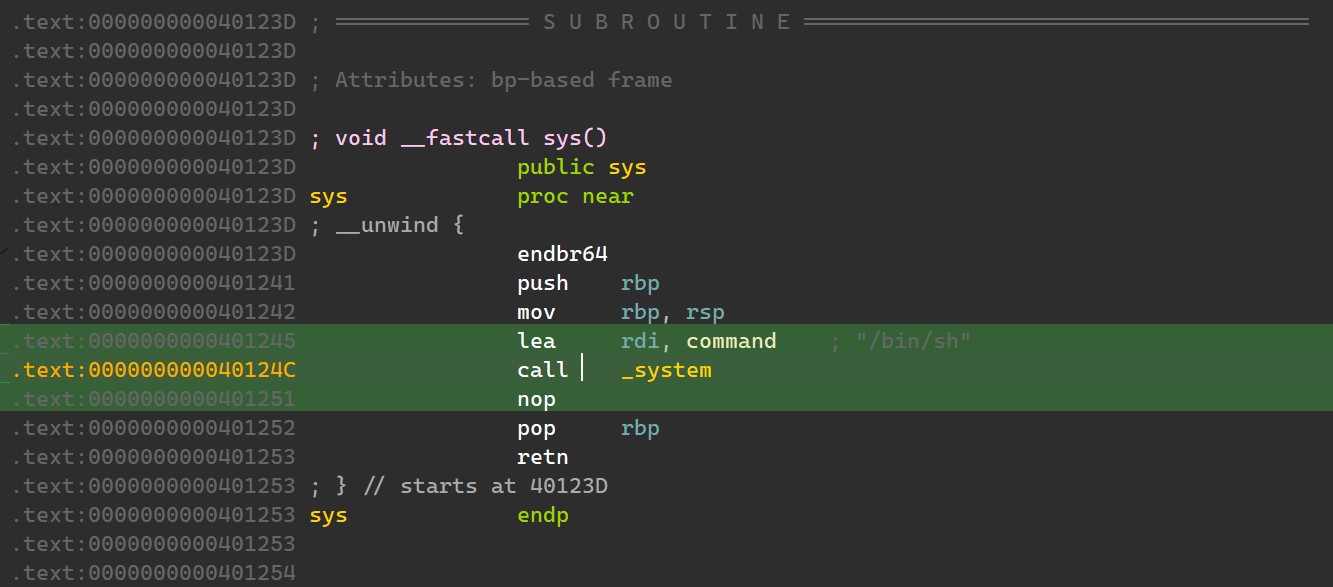 .text:000000000040123D ; =============== S U B R O U T I N E =======================================
.text:000000000040123D
.text:000000000040123D ; Attributes: bp-based frame
.text:000000000040123D
.text:000000000040123D ; void __fastcall sys()
.text:000000000040123D public sys
.text:000000000040123D sys proc near
.text:000000000040123D ; __unwind {
.text:000000000040123D endbr64
.text:0000000000401241 push rbp
.text:0000000000401242 mov rbp, rsp
.text:0000000000401245 lea rdi, command ; "/bin/sh"
.text:000000000040124C call _system
.text:0000000000401251 nop
.text:0000000000401252 pop rbp
.text:0000000000401253 retn
.text:0000000000401253 ; } // starts at 40123D
.text:0000000000401253 sys endp
.text:0000000000401253
.text:0000000000401254